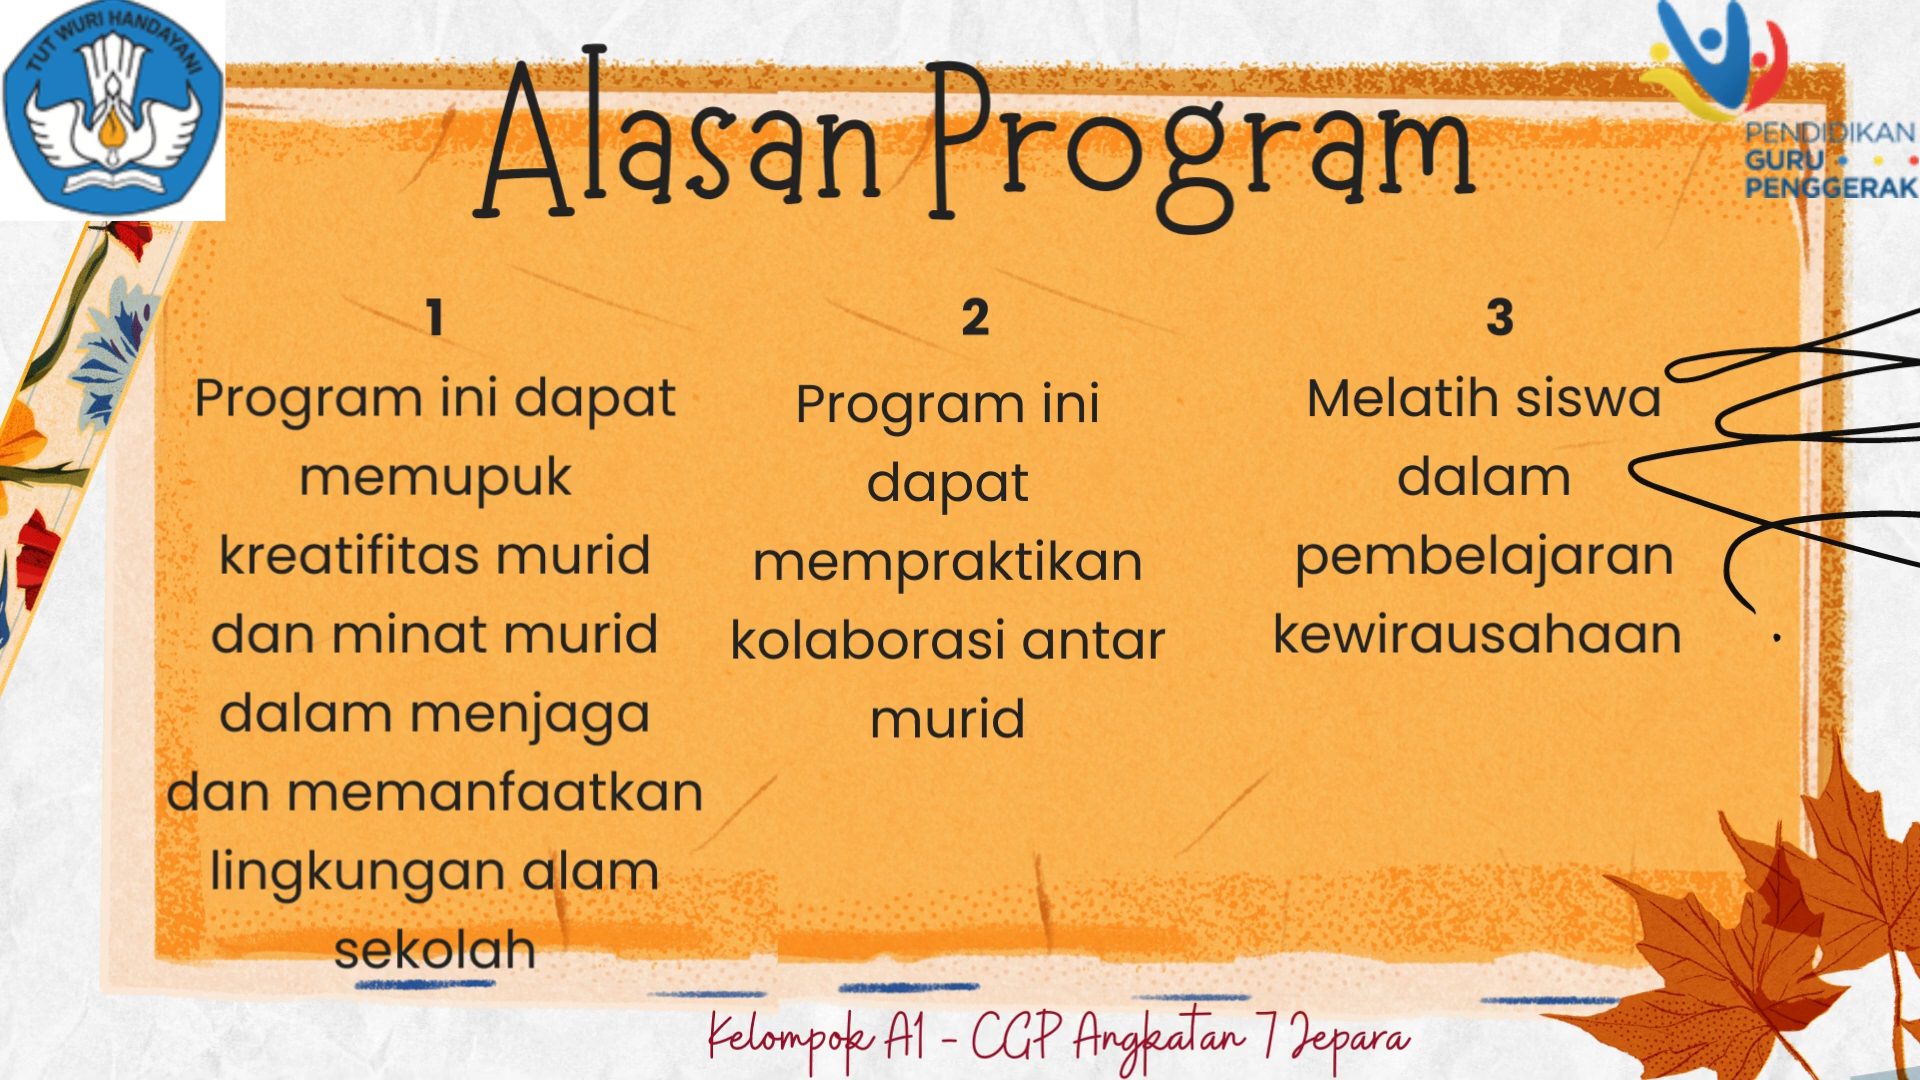 TUT WURI HANDAYANI
Alasan Program
PENDIDIKAN
GURU
PENGGERAK
1
Program ini dapat
memupuk
kreatifitas murid
dan minat murid
dalam menjaga
dan memanfaatkan
lingkungan alam
sekolah
2
Program ini
dapat
mempraktikan
kolaborasi antar
murid
3
Melatih siswa
dalam
pembelajaran
kewirausahaan
Kelompok A1 - CGP Angkatan 7 Jepara